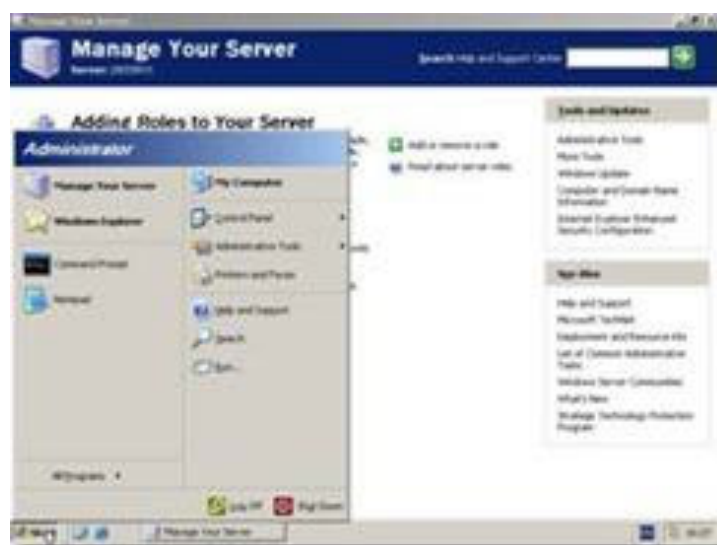 Manage Your Server
Manage Your Server
Search Help and Support Center
Adding Roles to Your Server
Add or remove a role
Read about server roles
Tools and Updates
Administrative Tools
More Tools
Windows Update
Computer and Domain Name
Information
Internet Explorer Enhanced
Security Configuration
See Also
Help and Support
Microsoft TechNet
Deployment and Resource Kits
List of Common Administrative
Tasks
Windows Server Communities
What's New
Strategic Technology Protection
Program
Administrator
Manage Your Server
Windows Explorer
Command Prompt
Notepad
All Programs
My Computer
Control Panel
Administrative Tools
Printers and Faxes
Help and Support
Search
Run...
Log Off
Shut Down
Start
Manage Your Server